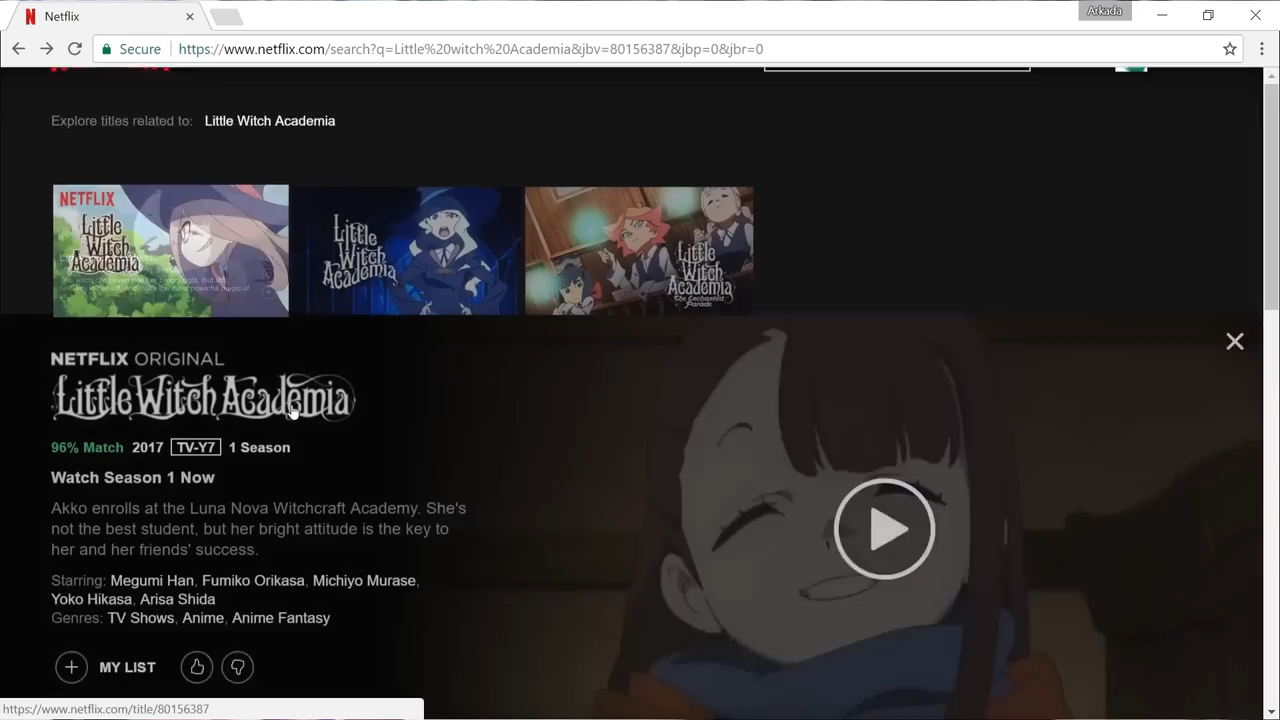 Netflix
Arkada
Secure
https://www.netflix.com/search?q=Little%20witch%20Academia&jbv=80156387&jbp=0&jbr=0
Explore titles related to: Little Witch Academia
NETFLIX
Little
Witch
Academia
Little
Witch
Academia
Little
Witch
Academia
The Enchanted
Parade
NETFLIX ORIGINAL
Little Witch Academia
96% Match 2017 TV-Y7 1 Season
Watch Season 1 Now
Akko enrolls at the Luna Nova Witchcraft Academy. She's
not the best student, but her bright attitude is the key to
her and her friends' success.
Starring: Megumi Han, Fumiko Orikasa, Michiyo Murase,
Yoko Hikasa, Arisa Shida
Genres: TV Shows, Anime, Anime Fantasy
MY LIST
https://www.netflix.com/title/80156387